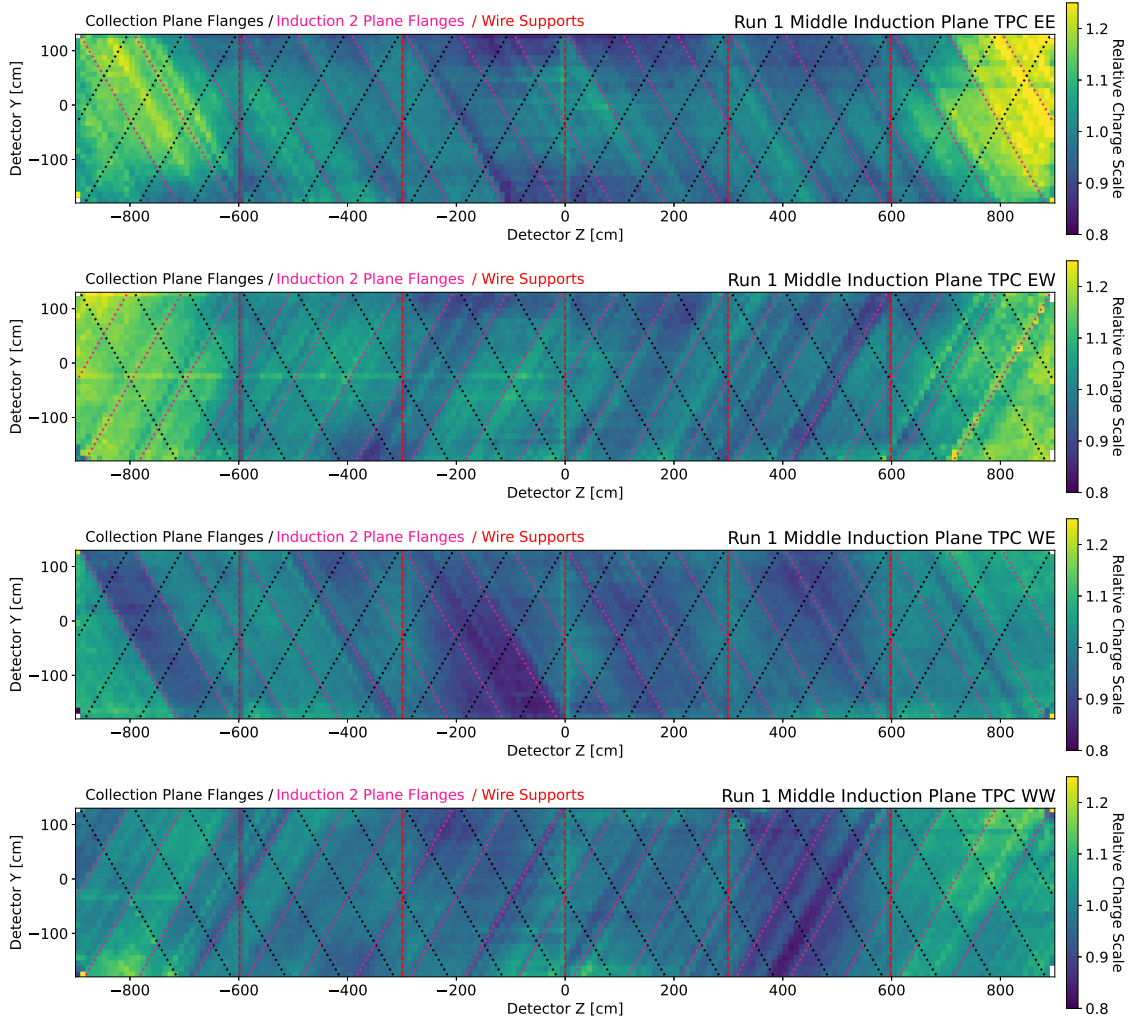 Collection Plane Flanges / Induction 2 Plane Flanges / Wire Supports Run 1 Middle Induction Plane TPC EE
Detector Y [cm]
100
0
−100
−800 −600 −400 −200 0 200 400 600 800
Detector Z [cm]
1.2
1.1
1.0
0.9
0.8
Relative Charge Scale
Collection Plane Flanges / Induction 2 Plane Flanges / Wire Supports Run 1 Middle Induction Plane TPC EW
Detector Y [cm]
100
0
−100
−800 −600 −400 −200 0 200 400 600 800
Detector Z [cm]
1.2
1.1
1.0
0.9
0.8
Relative Charge Scale
Collection Plane Flanges / Induction 2 Plane Flanges / Wire Supports Run 1 Middle Induction Plane TPC WE
Detector Y [cm]
100
0
−100
−800 −600 −400 −200 0 200 400 600 800
Detector Z [cm]
1.2
1.1
1.0
0.9
0.8
Relative Charge Scale
Collection Plane Flanges / Induction 2 Plane Flanges / Wire Supports Run 1 Middle Induction Plane TPC WW
Detector Y [cm]
100
0
−100
−800 −600 −400 −200 0 200 400 600 800
Detector Z [cm]
1.2
1.1
1.0
0.9
0.8
Relative Charge Scale